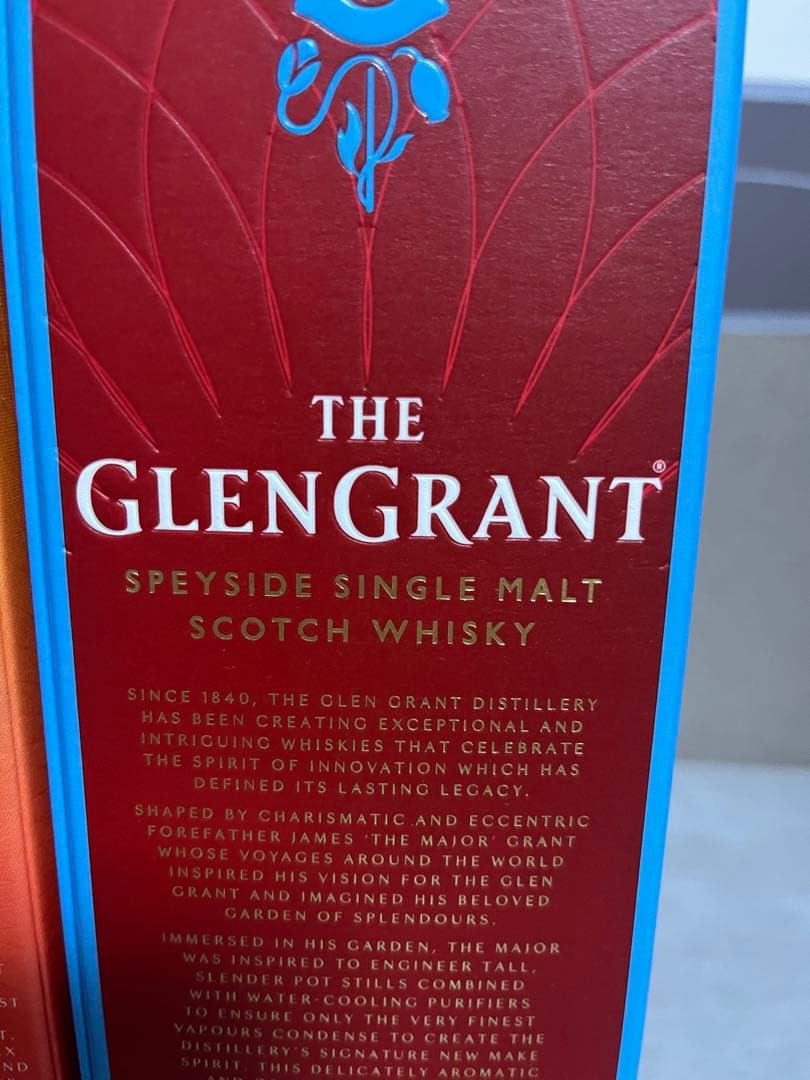 THE
GLENGRANT®
SPEYSIDE SINGLE MALT
SCOTCH WHISKY
SINCE 1840, THE GLEN GRANT DISTILLERY
HAS BEEN CREATING EXCEPTIONAL AND
INTRIGUING WHISKIES THAT CELEBRATE
THE SPIRIT OF INNOVATION WHICH HAS
DEFINED ITS LASTING LEGACY.
SHAPED BY CHARISMATIC AND ECCENTRIC
FOREFATHER JAMES 'THE MAJOR' GRANT
WHOSE VOYAGES AROUND THE WORLD
INSPIRED HIS VISION FOR THE GLEN
GRANT AND IMAGINED HIS BELOVED
GARDEN OF SPLENDOURS.
IMMERSED IN HIS GARDEN, THE MAJOR
WAS INSPIRED TO ENGINEER TALL,
SLENDER POT STILLS COMBINED
WITH WATER-COOLING PURIFIERS
TO ENSURE ONLY THE VERY FINEST
VAPOURS CONDENSE TO CREATE THE
DISTILLERY'S SIGNATURE NEW MAKE
SPIRIT. THIS DELICATELY AROMATIC